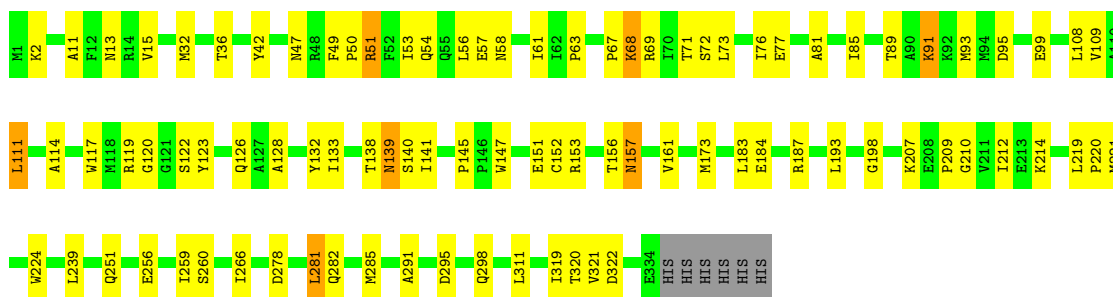 M1 K2 A11 F12 N13 R14 V15 M32 T36 Y42 N47 R48 F49 P50 R51 F52 I53 Q54 Q55 L56 E57 N58 I61 I62 P63 P67 K68 R69 I70 T71 S72 L73 I76 E77 A81 I85 T89 A90 K91 K92 M93 M94 D95 E99 L108 V109
L111 A114 W117 M118 R119 G120 G121 S122 Y123 Q126 A127 A128 Y132 I133 T138 N139 S140 I141 P145 P146 W147 E151 C152 R153 T156 N157 V161 M173 L183 E184 R187 L193 G198 K207 E208 P209 G210 V211 I212 E213 K214 L219 P220
W224 L239 Q251 E256 I259 S260 I266 D278 L281 Q282 M285 A291 D295 Q298 L311 I319 T320 V321 D322 E334 HIS HIS HIS HIS HIS HIS